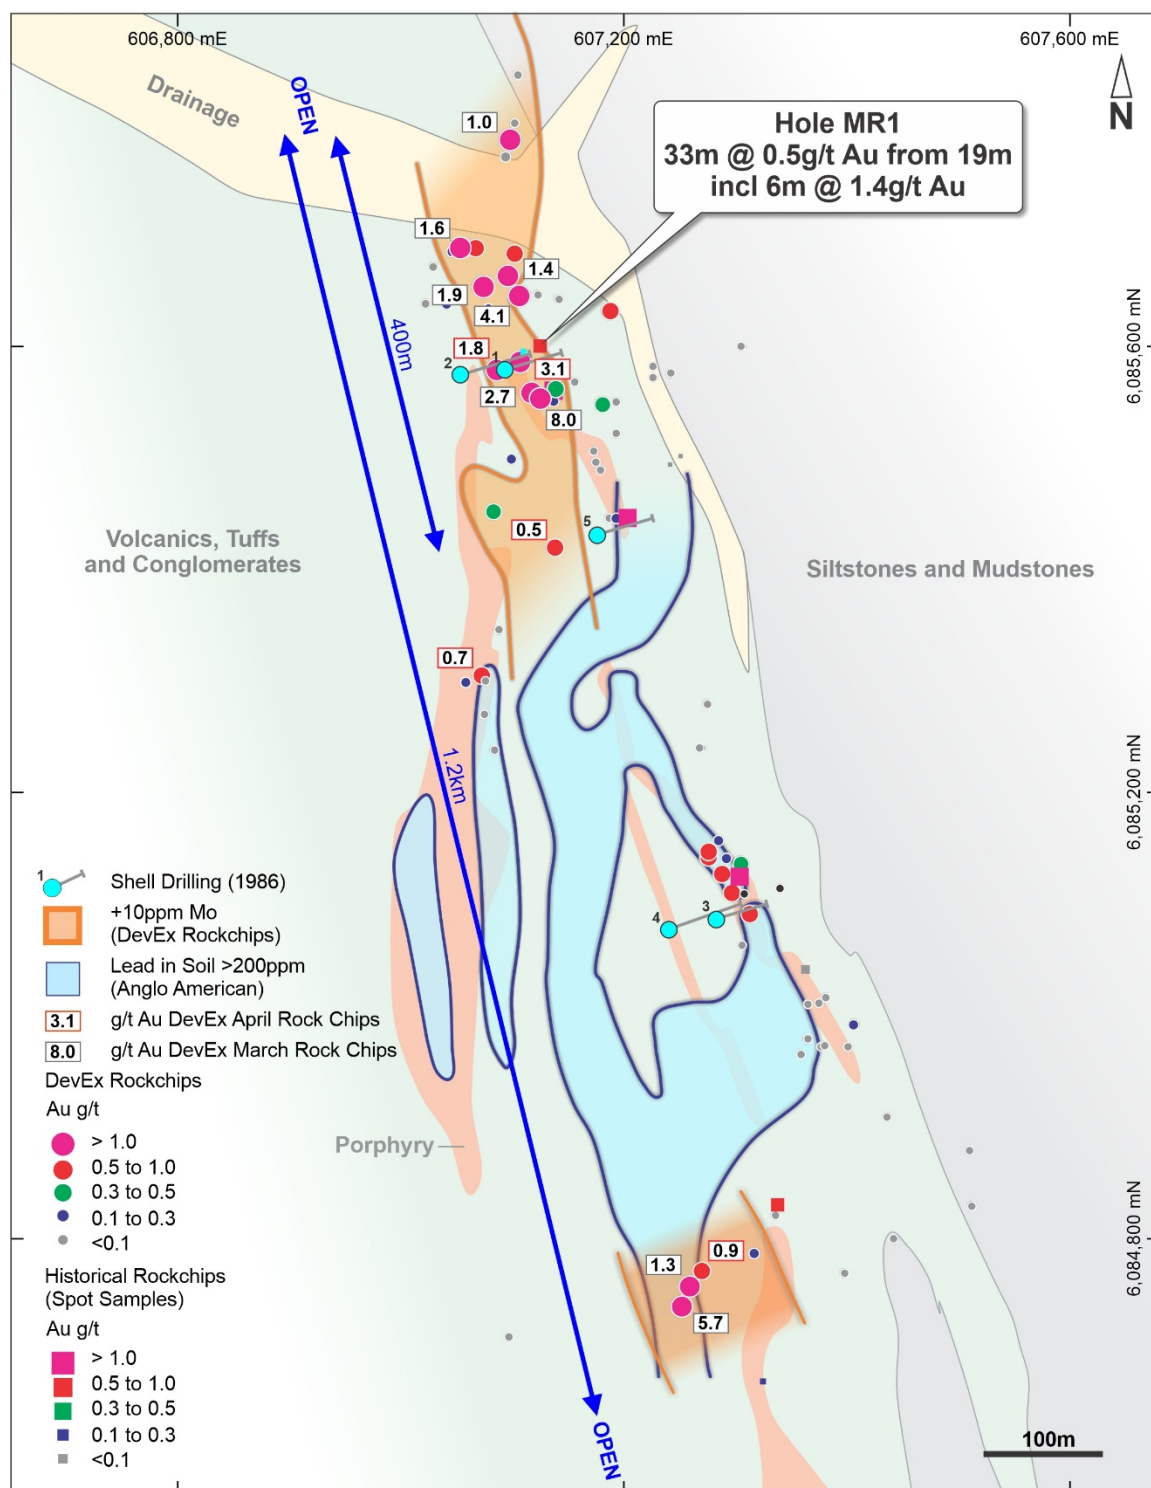 606,800 mE
607,200 mE
607,600 mE
OPEN
Drainage
N
1.0
Hole MR1
33m @ 0.5g/t Au from 19m
incl 6m @ 1.4g/t Au
1.6
1.4
1.9
4.1
400m
6,085,600 mN
1.8
1
2
3.1
2.7
8.0
5
0.5
Volcanics, Tuffs
and Conglomerates
Siltstones and Mudstones
0.7
1.2km
6,085,200 mN
3
4
1
Shell Drilling (1986)
+10ppm Mo
(DevEx Rockchips)
Lead in Soil >200ppm
(Anglo American)
3.1
g/t Au DevEx April Rock Chips
8.0
g/t Au DevEx March Rock Chips
DevEx Rockchips
Au g/t
> 1.0
0.5 to 1.0
0.3 to 0.5
0.1 to 0.3
<0.1
Porphyry
Historical Rockchips
(Spot Samples)
Au g/t
> 1.0
0.5 to 1.0
0.3 to 0.5
0.1 to 0.3
<0.1
6,084,800 mN
0.9
1.3
5.7
OPEN
100m